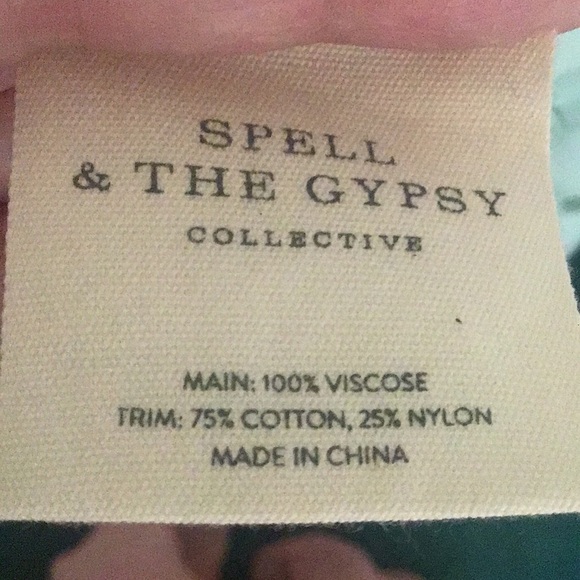 SPELL
& THE GYPSY
COLLECTIVE
MAIN: 100% VISCOSE
TRIM: 75% COTTON, 25% NYLON
MADE IN CHINA